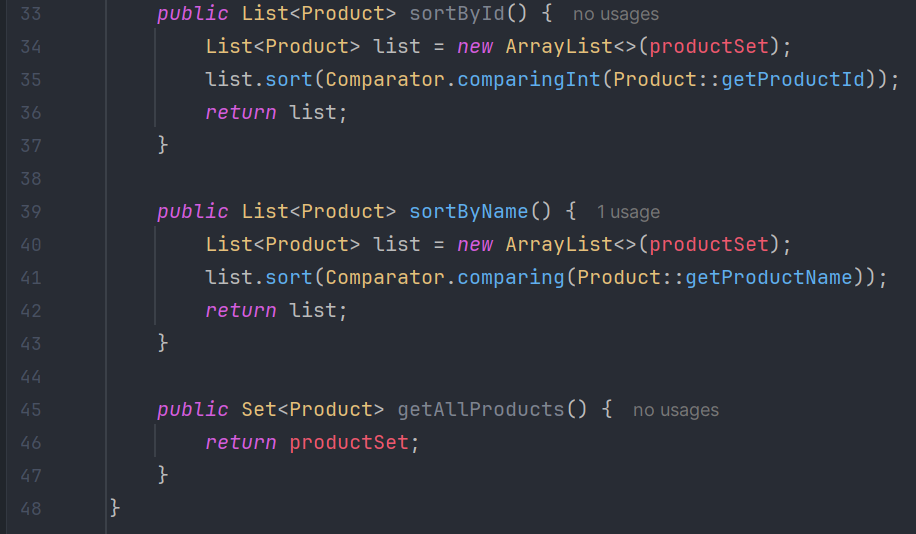 33 public List<Product> sortById() { no usages
34 List<Product> list = new ArrayList<>(productSet);
35 list.sort(Comparator.comparingInt(Product::getProductId));
36 return list;
37 }
38
39 public List<Product> sortByName() { 1 usage
40 List<Product> list = new ArrayList<>(productSet);
41 list.sort(Comparator.comparing(Product::getProductName));
42 return list;
43 }
44
45 public Set<Product> getAllProducts() { no usages
46 return productSet;
47 }
48 }